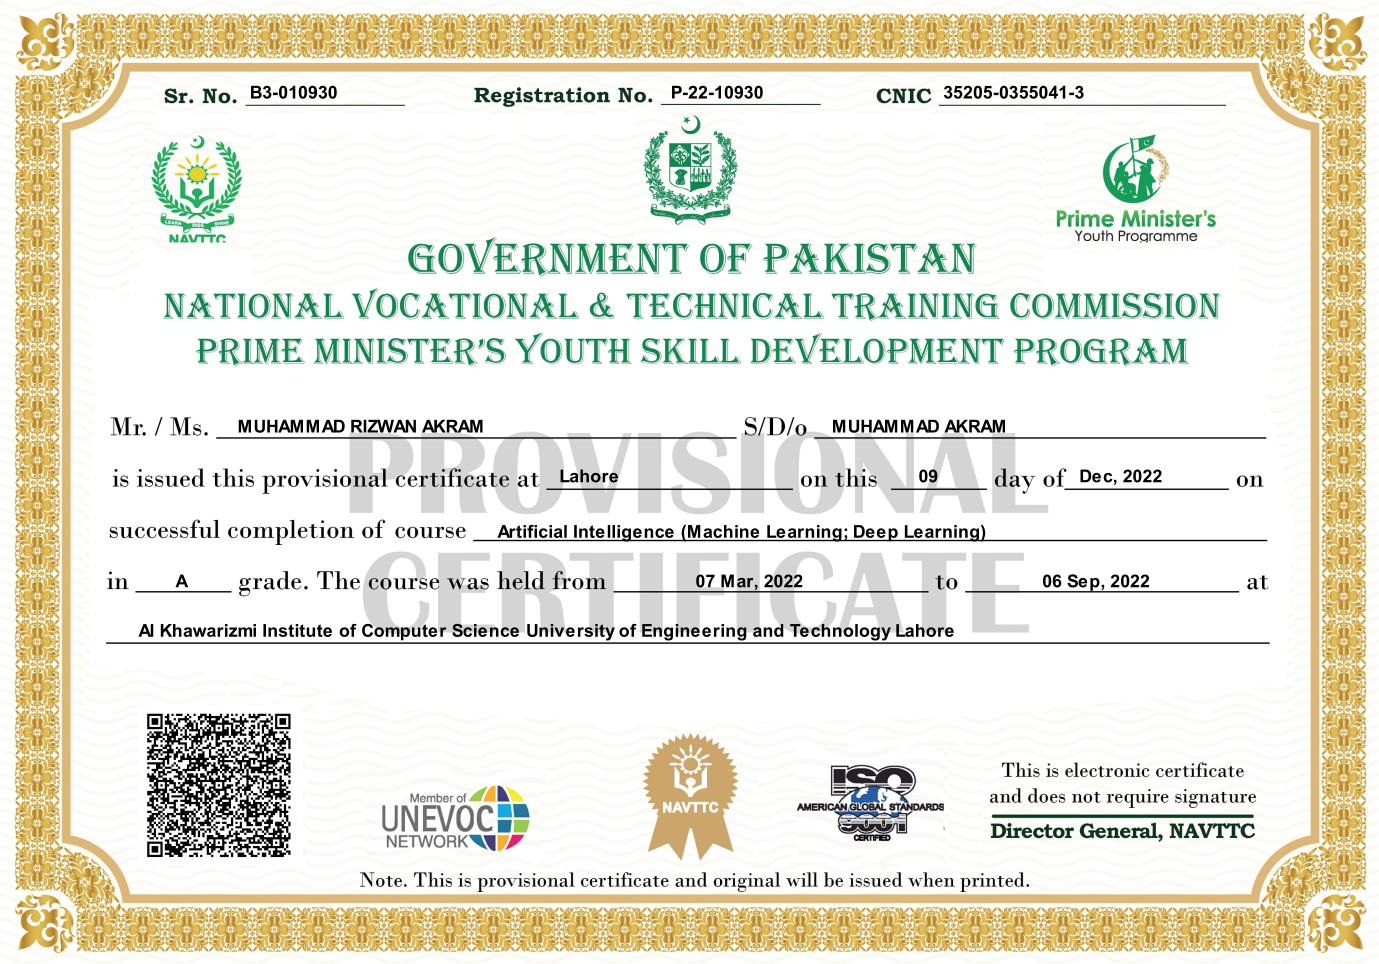 Sr. No. B3-010930 Registration No. P-22-10930 CNIC 35205-0355041-3
LEARN RISE SHINE
NAVTTC
Prime Minister's
Youth Programme
GOVERNMENT OF PAKISTAN
NATIONAL VOCATIONAL & TECHNICAL TRAINING COMMISSION
PRIME MINISTER'S YOUTH SKILL DEVELOPMENT PROGRAM
PROVISIONAL
CERTIFICATE
Mr. / Ms. MUHAMMAD RIZWAN AKRAM S/D/o MUHAMMAD AKRAM
is issued this provisional certificate at Lahore on this 09 day of Dec, 2022 on
successful completion of course Artificial Intelligence (Machine Learning; Deep Learning)
in A grade. The course was held from 07 Mar, 2022 to 06 Sep, 2022 at
Al Khawarizmi Institute of Computer Science University of Engineering and Technology Lahore
Member of
UNEVOC
NETWORK
NAVTTC
ISO
AMERICAN GLOBAL STANDARDS
9001
CERTIFIED
This is electronic certificate
and does not require signature
Director General, NAVTTC
Note. This is provisional certificate and original will be issued when printed.